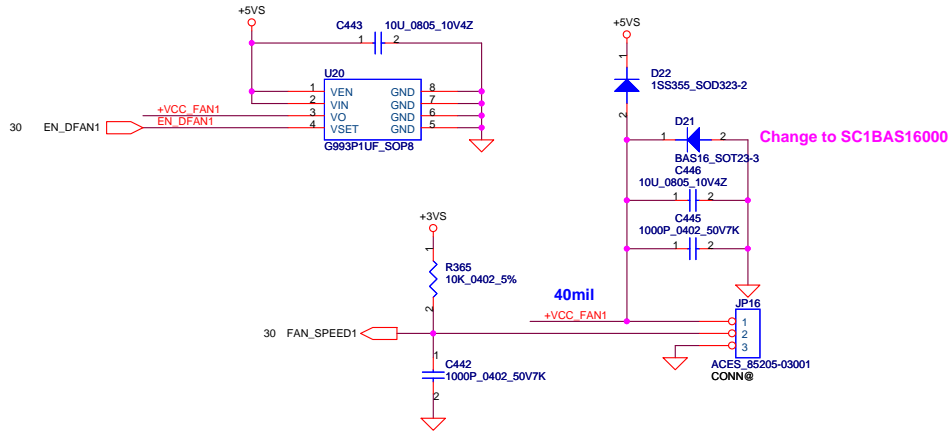 +5VS
C443
10U_0805_10V4Z
1
2
U20
1 VEN GND 8
2 VIN GND 7
3 VO GND 6
4 VSET GND 5
G993P1UF_SOP8
+VCC_FAN1
30 EN_DFAN1
EN_DFAN1
+5VS
1
D22
1SS355_SOD323-2
2
D21
1 2
BAS16_SOT23-3
Change to SC1BAS16000
C446
10U_0805_10V4Z
1 2
C445
1000P_0402_50V7K
1 2
+3VS
1
R365
10K_0402_5%
2
40mil
+VCC_FAN1
30 FAN_SPEED1
1
C442
1000P_0402_50V7K
2
JP16
1
2
3
ACES_85205-03001
CONN@